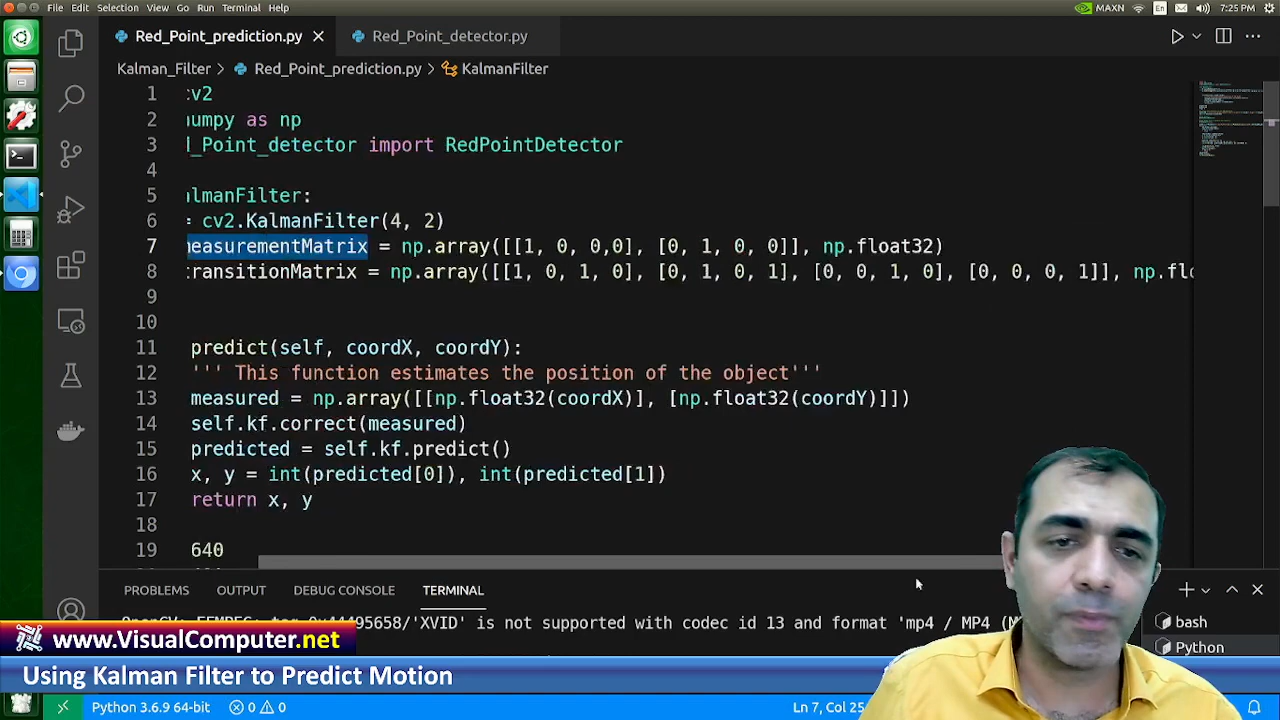 File Edit Selection View Go Run Terminal Help
MAXN En 7:25 PM
Red_Point_prediction.py
Red_Point_detector.py
Kalman_Filter Red_Point_prediction.py KalmanFilter
1 cv2
2 numpy as np
3 d_Point_detector import RedPointDetector
4
5 almanFilter:
6 = cv2.KalmanFilter(4, 2)
7 measurementMatrix = np.array([[1, 0, 0,0], [0, 1, 0, 0]], np.float32)
8 transitionMatrix = np.array([[1, 0, 1, 0], [0, 1, 0, 1], [0, 0, 1, 0], [0, 0, 0, 1]], np.flo
9
10
11 predict(self, coordX, coordY):
12 ''' This function estimates the position of the object'''
13 measured = np.array([[np.float32(coordX)], [np.float32(coordY)]])
14 self.kf.correct(measured)
15 predicted = self.kf.predict()
16 x, y = int(predicted[0]), int(predicted[1])
17 return x, y
18
19 640
PROBLEMS OUTPUT DEBUG CONSOLE TERMINAL
0x44495658/'XVID' is not supported with codec id 13 and format 'mp4 / MP4
bash
Python
www.VisualComputer.net
Using Kalman Filter to Predict Motion
Python 3.6.9 64-bit 0 0 Ln 7, Col 25